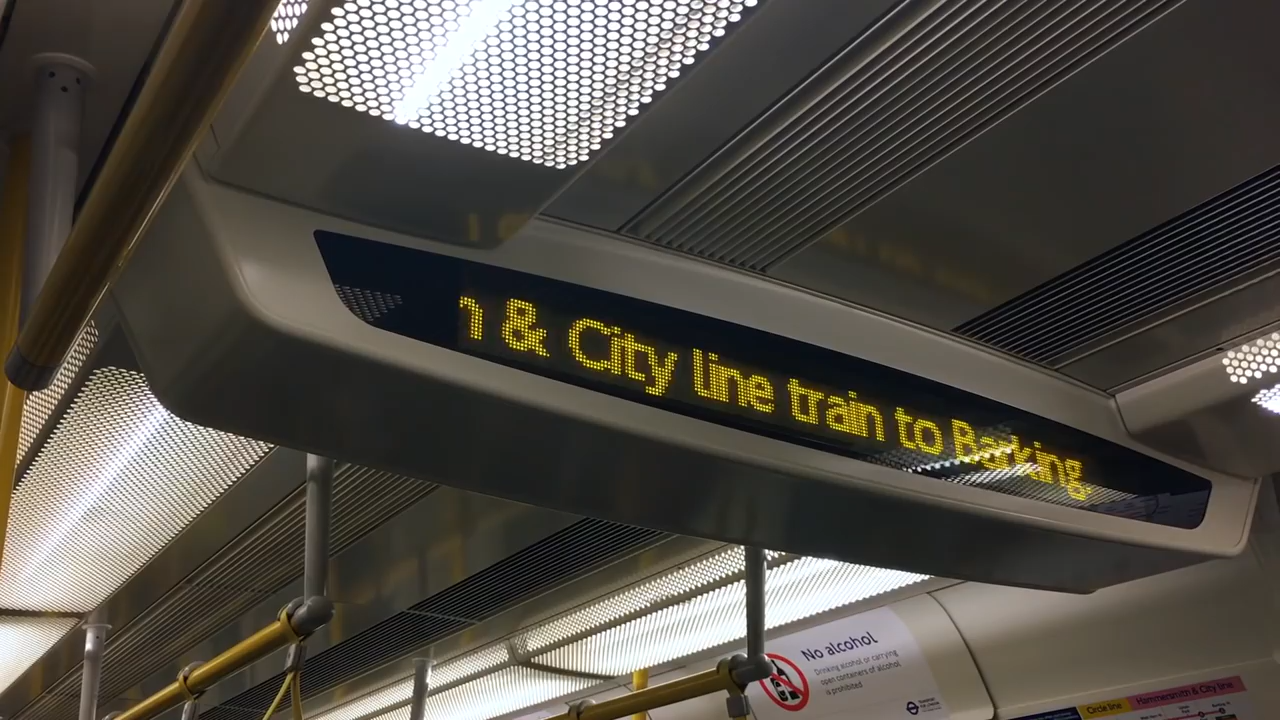 & City line train to Barking
No alcohol
Drinking alcohol or carrying
open containers of alcohol
is prohibited
Circle line
Hammersmith & City line